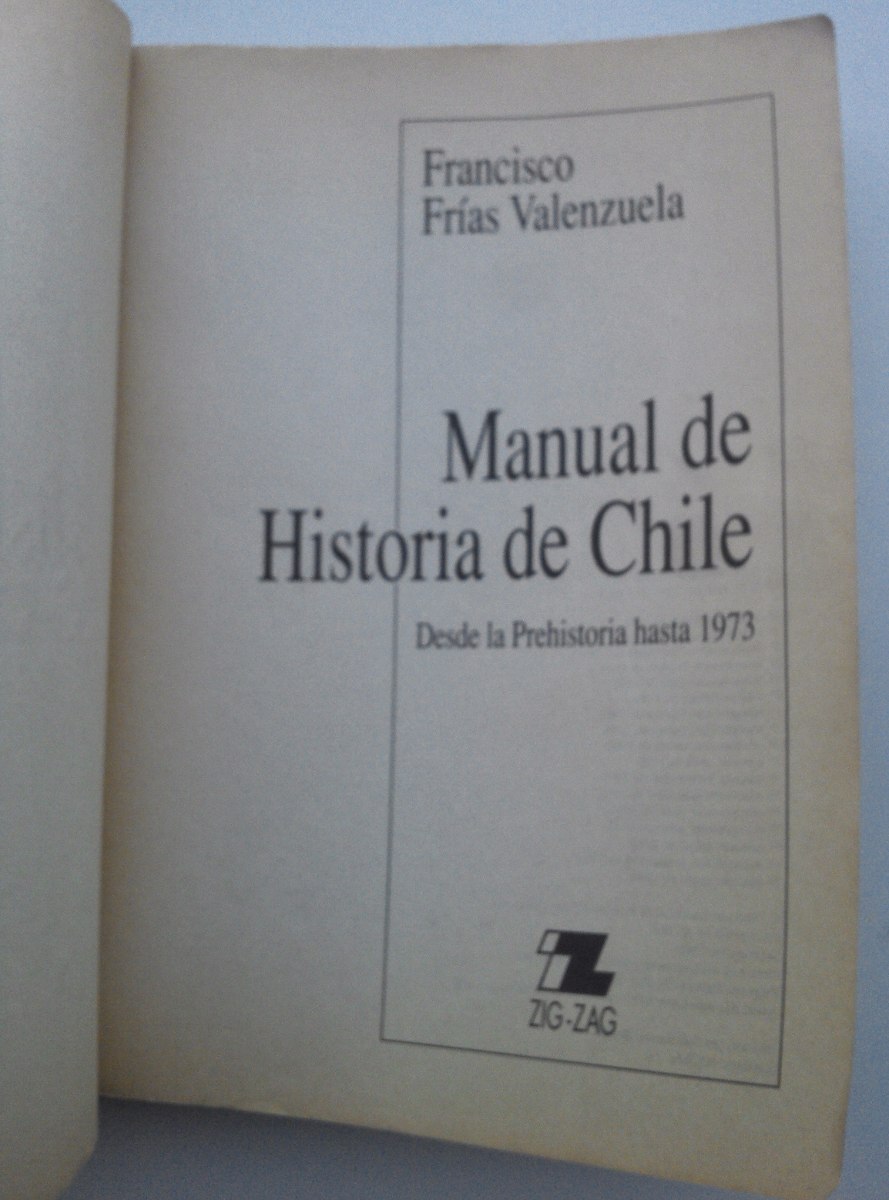 Francisco
Frías Valenzuela
Manual de
Historia de Chile
Desde la Prehistoria hasta 1973
ZIG-ZAG